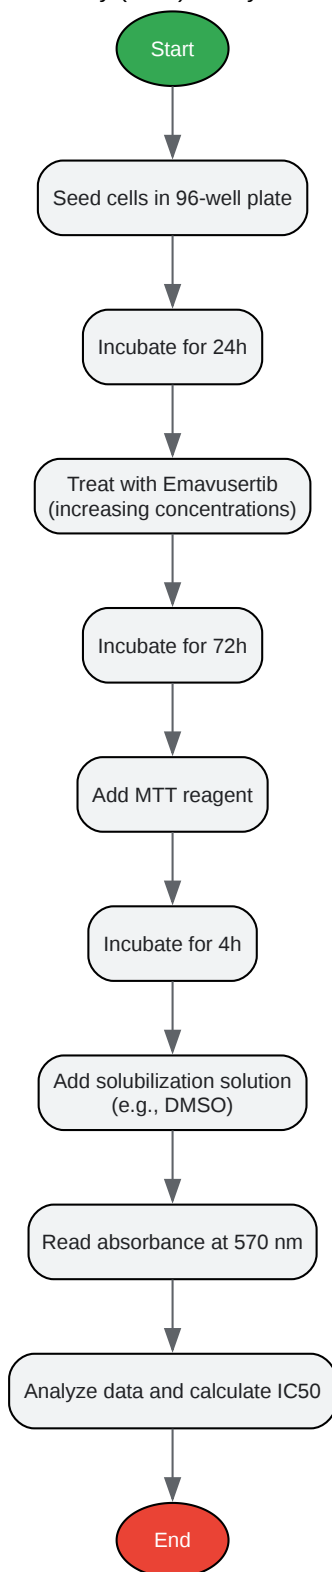 Start
Seed cells in 96-well plate
Incubate for 24h
Treat with Emavusertib
(increasing concentrations)
Incubate for 72h
Add MTT reagent
Incubate for 4h
Add solubilization solution
(e.g., DMSO)
Read absorbance at 570 nm
Analyze data and calculate IC50
End